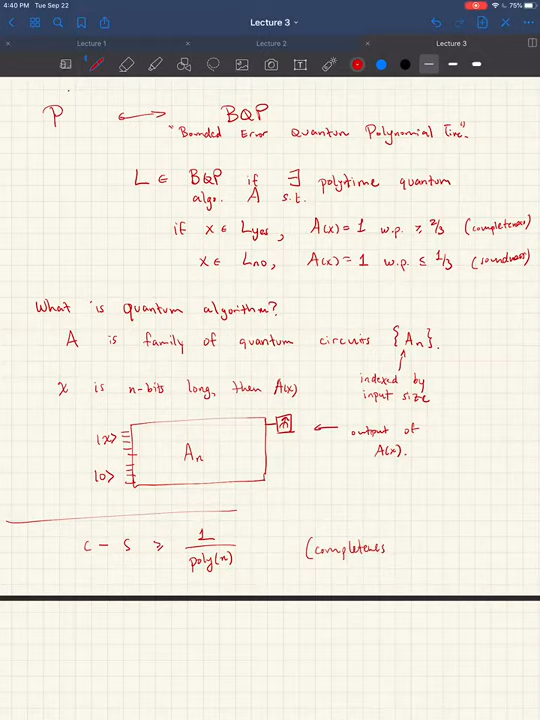 4:40 PM Tue Sep 22
75%
Lecture 3
Lecture 1
Lecture 2
Lecture 3
P ⟷ BQP
"Bounded Error Quantum Polynomial Time".
L ∈ BQP if ∃ polytime quantum
algo. A s.t.
if x ∈ Lyes, A(x) = 1 w.p. ≥ 2/3 (completeness)
x ∈ Lno, A(x) = 1 w.p. ≤ 1/3 (soundness)
What is quantum algorithm?
A is family of quantum circuits {An}.
x is n-bits long, then A(x)
indexed by
input size
|x>
An
|0>
← output of
A(x).
c - s ≥ 1/poly(n) (completenes